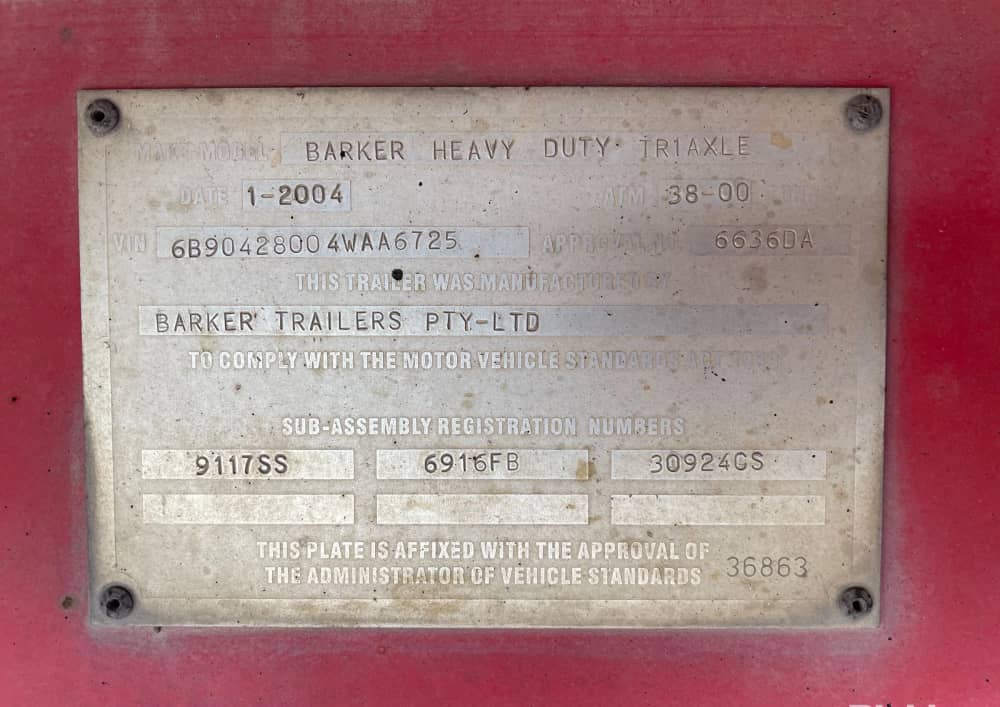 MAKE MODEL BARKER HEAVY DUTY TR1AXLE
DATE 1-2004 ATM 38-00
VIN 6B90428004WAA6725 APPROVAL NO. 6636DA
THIS TRAILER WAS MANUFACTURED BY
BARKER TRAILERS PTY-LTD
TO COMPLY WITH THE MOTOR VEHICLE STANDARDS ACT
SUB-ASSEMBLY REGISTRATION NUMBERS
9117SS 6916FB 30924GS
THIS PLATE IS AFFIXED WITH THE APPROVAL OF
THE ADMINISTRATOR OF VEHICLE STANDARDS 36863